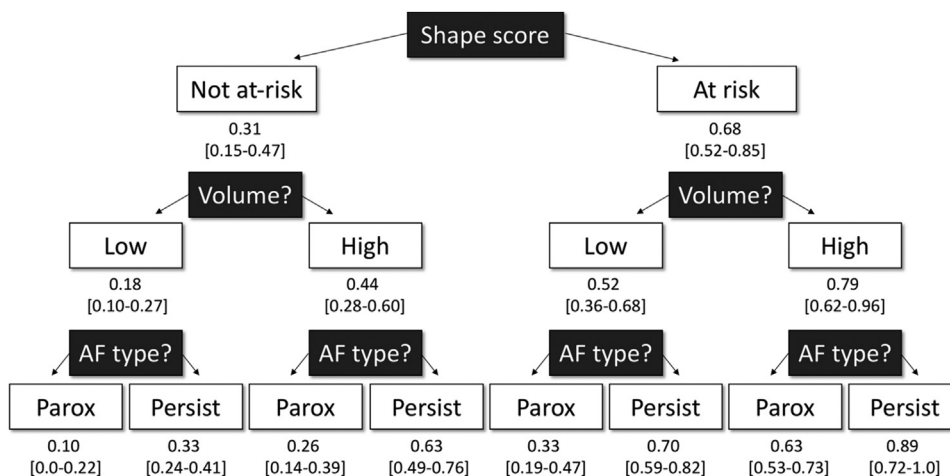 Shape score
Not at-risk At risk
0.31 0.68
[0.15-0.47] [0.52-0.85]
Volume? Volume?
Low High Low High
0.18 0.44 0.52 0.79
[0.10-0.27] [0.28-0.60] [0.36-0.68] [0.62-0.96]
AF type? AF type? AF type? AF type?
Parox Persist Parox Persist Parox Persist Parox Persist
0.10 0.33 0.26 0.63 0.33 0.70 0.63 0.89
[0.0-0.22] [0.24-0.41] [0.14-0.39] [0.49-0.76] [0.19-0.47] [0.59-0.82] [0.53-0.73] [0.72-1.0]